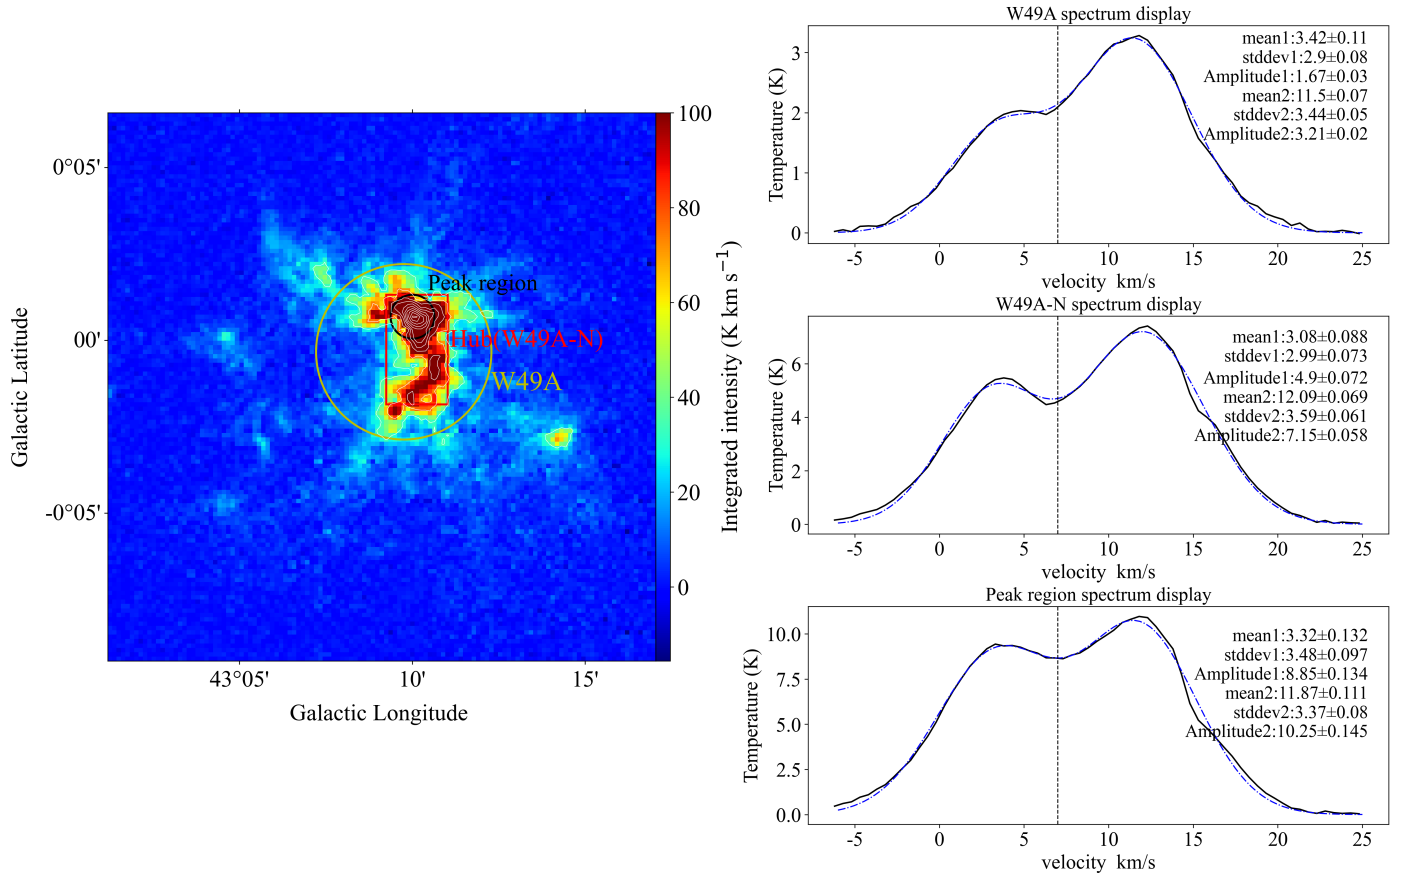 0°05'
00'
-0°05'
Galactic Latitude
43°05'
10'
15'
Galactic Longitude
Peak region
Hub(W49A-N)
W49A
100
80
60
40
20
0
Integrated intensity (K km s⁻¹)
W49A spectrum display
3
2
1
0
Temperature (K)
mean1:3.42±0.11
stddev1:2.9±0.08
Amplitude1:1.67±0.03
mean2:11.5±0.07
stddev2:3.44±0.05
Amplitude2:3.21±0.02
-5 0 5 10 15 20 25
velocity km/s
W49A-N spectrum display
6
4
2
0
Temperature (K)
mean1:3.08±0.088
stddev1:2.99±0.073
Amplitude1:4.9±0.072
mean2:12.09±0.069
stddev2:3.59±0.061
Amplitude2:7.15±0.058
-5 0 5 10 15 20 25
velocity km/s
Peak region spectrum display
10.0
7.5
5.0
2.5
0.0
Temperature (K)
mean1:3.32±0.132
stddev1:3.48±0.097
Amplitude1:8.85±0.134
mean2:11.87±0.111
stddev2:3.37±0.08
Amplitude2:10.25±0.145
-5 0 5 10 15 20 25
velocity km/s